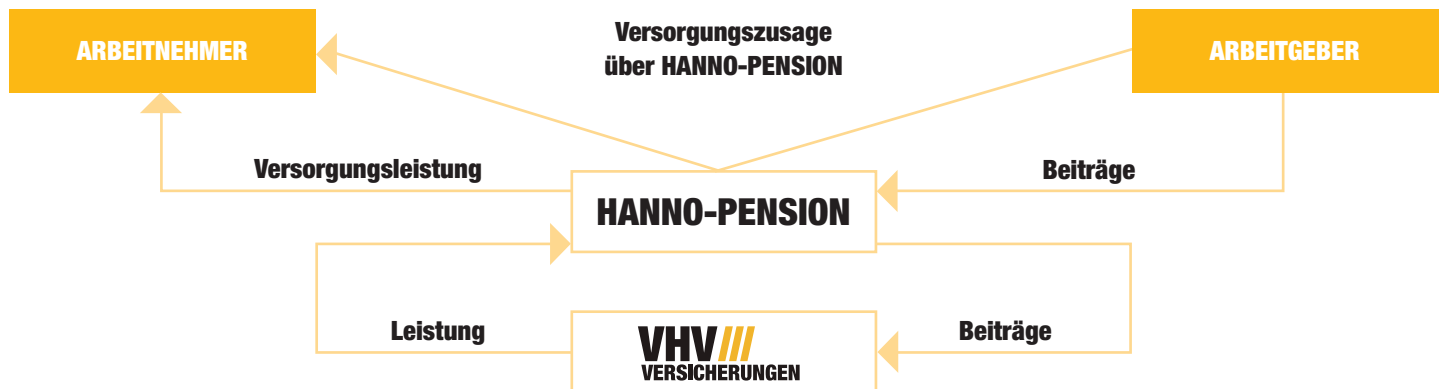 ARBEITNEHMER
Versorgungszusage
über HANNO-PENSION
ARBEITGEBER
Versorgungsleistung
Beiträge
HANNO-PENSION
Leistung
VHV
VERSICHERUNGEN
Beiträge